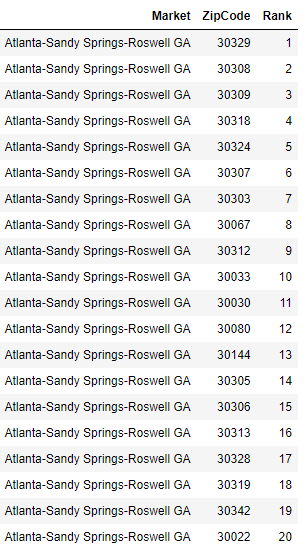 Market ZipCode Rank
Atlanta-Sandy Springs-Roswell GA 30329 1
Atlanta-Sandy Springs-Roswell GA 30308 2
Atlanta-Sandy Springs-Roswell GA 30309 3
Atlanta-Sandy Springs-Roswell GA 30318 4
Atlanta-Sandy Springs-Roswell GA 30324 5
Atlanta-Sandy Springs-Roswell GA 30307 6
Atlanta-Sandy Springs-Roswell GA 30303 7
Atlanta-Sandy Springs-Roswell GA 30067 8
Atlanta-Sandy Springs-Roswell GA 30312 9
Atlanta-Sandy Springs-Roswell GA 30033 10
Atlanta-Sandy Springs-Roswell GA 30030 11
Atlanta-Sandy Springs-Roswell GA 30080 12
Atlanta-Sandy Springs-Roswell GA 30144 13
Atlanta-Sandy Springs-Roswell GA 30305 14
Atlanta-Sandy Springs-Roswell GA 30306 15
Atlanta-Sandy Springs-Roswell GA 30313 16
Atlanta-Sandy Springs-Roswell GA 30328 17
Atlanta-Sandy Springs-Roswell GA 30319 18
Atlanta-Sandy Springs-Roswell GA 30342 19
Atlanta-Sandy Springs-Roswell GA 30022 20